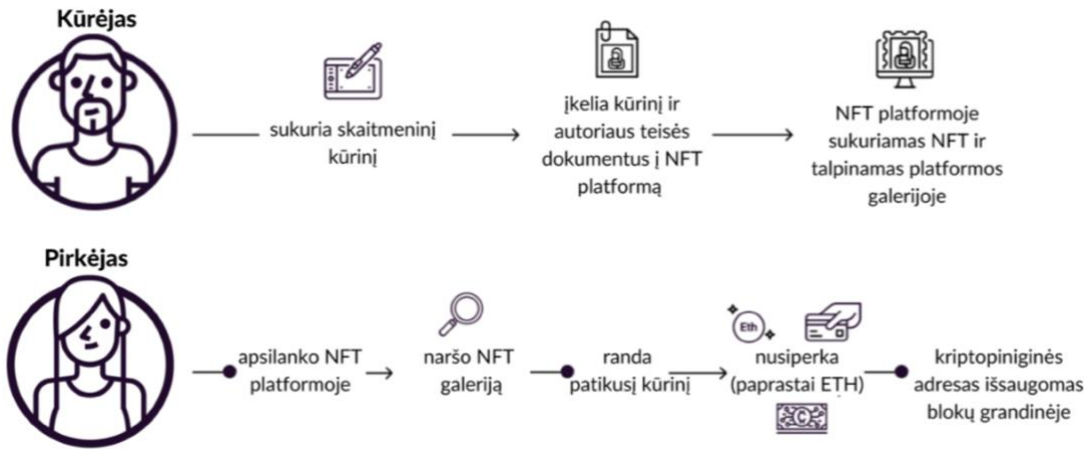 Kūrėjas
sukuria skaitmeninį
kūrinį
įkelia kūrinį ir
autoriaus teisės
dokumentus į NFT
platformą
NFT platformoje
sukuriamas NFT ir
talpinamas platformos
galerijoje
Pirkėjas
apsilanko NFT
platformoje
naršo NFT
galeriją
randa
patikusį kūrinį
Eth
nusiperka
(paprastai ETH)
C
kriptopiniginės
adresas išsaugomas
blokų grandinėje